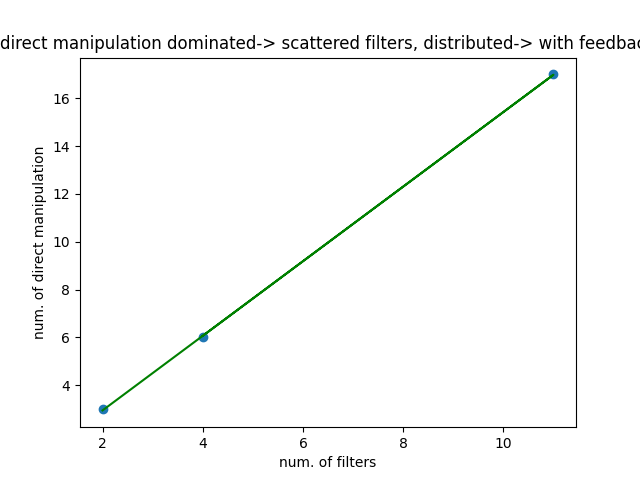 direct manipulation dominated-> scattered filters, distributed-> with
num. of direct manipulation
16
14
12
10
8
6
4
2 4 6 8 10
num. of filters